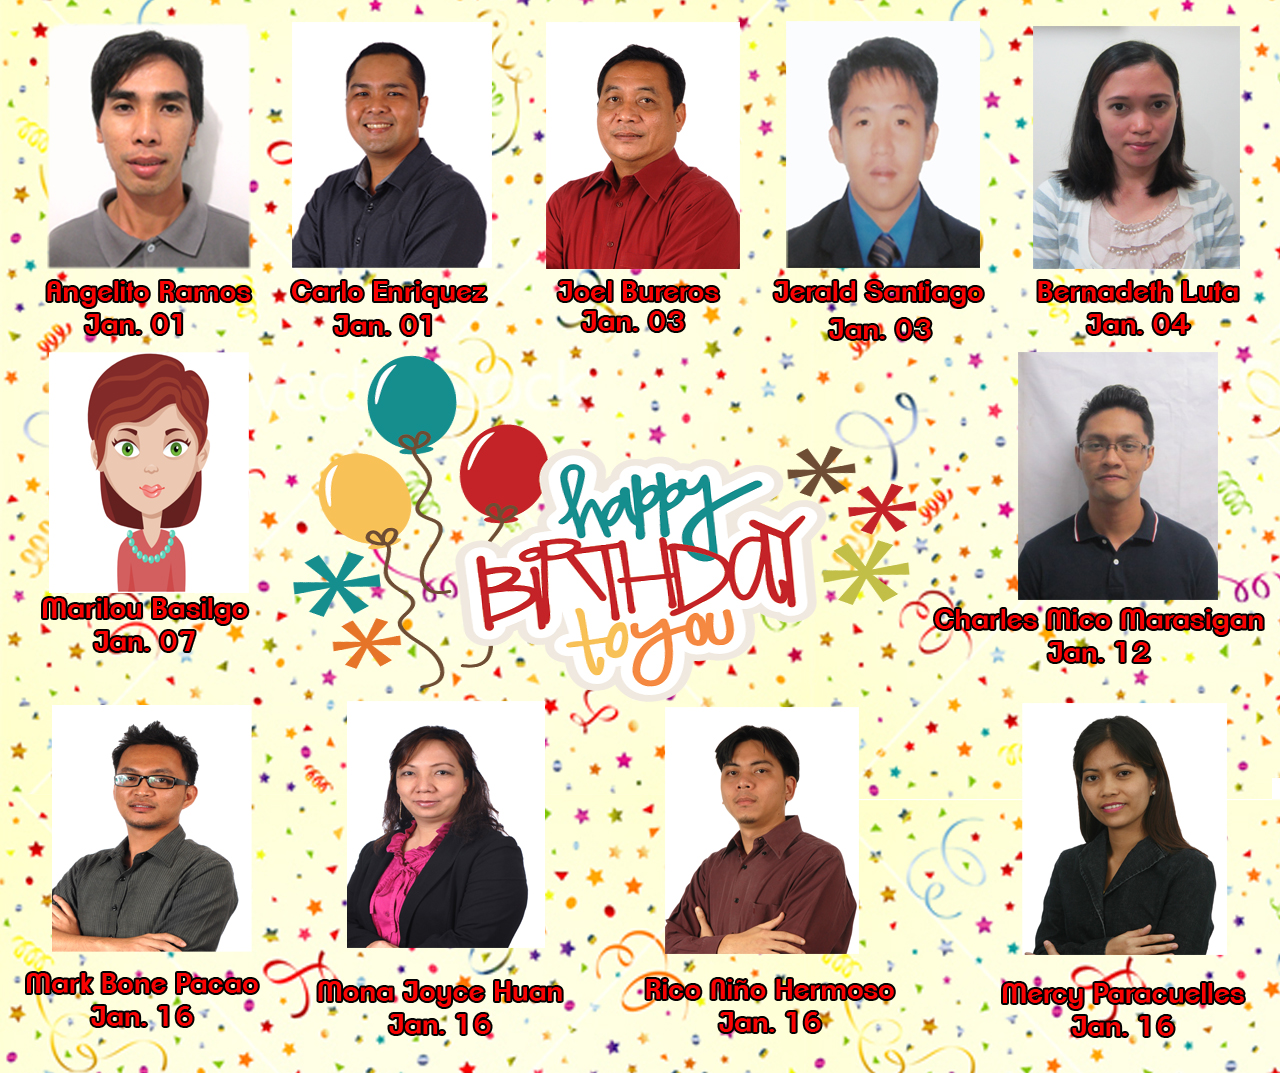 Angelito Ramos
Jan. 01
Carlo Enriquez
Jan. 01
Joel Bureros
Jan. 03
Jerald Santiago
Jan. 03
Bernadeth Luta
Jan. 04
Marilou Basilgo
Jan. 07
happy
BiRTHDAY
to you
Charles Mico Marasigan
Jan. 12
Mark Bone Pacao
Jan. 16
Mona Joyce Huan
Jan. 16
Rico Niño Hermoso
Jan. 16
Mercy Paracuelles
Jan. 16